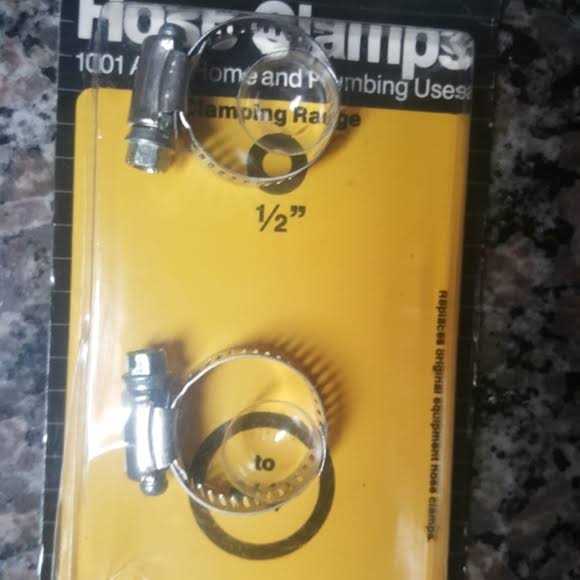 Hose Clamps
1001 Home and Plumbing Uses
Clamping Range
1/2"
to
Replaces original equipment hose clamps